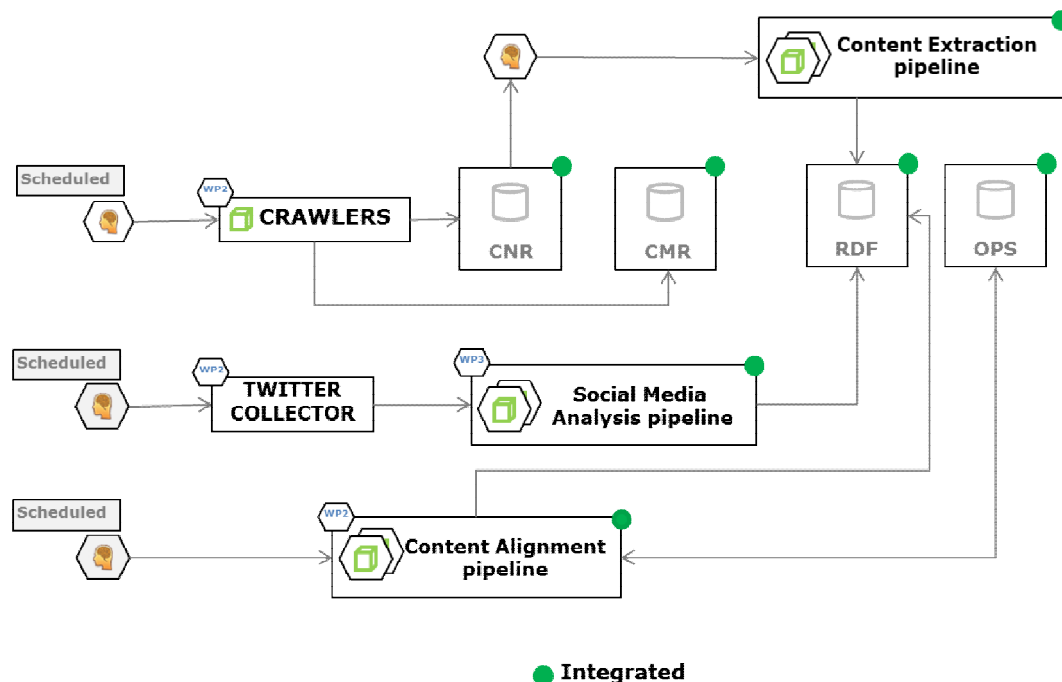 Content Extraction
pipeline
Scheduled
WP2
CRAWLERS
CNR
CMR
RDF
OPS
Scheduled
WP2
TWITTER
COLLECTOR
WP3
Social Media
Analysis pipeline
Scheduled
WP2
Content Alignment
pipeline
Integrated